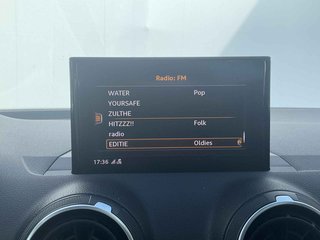 Radio: FM
WATER Pop
YOURSAFE
ZULTHE
HITZZZ!! Folk
radio
EDITIE Oldies
17:36